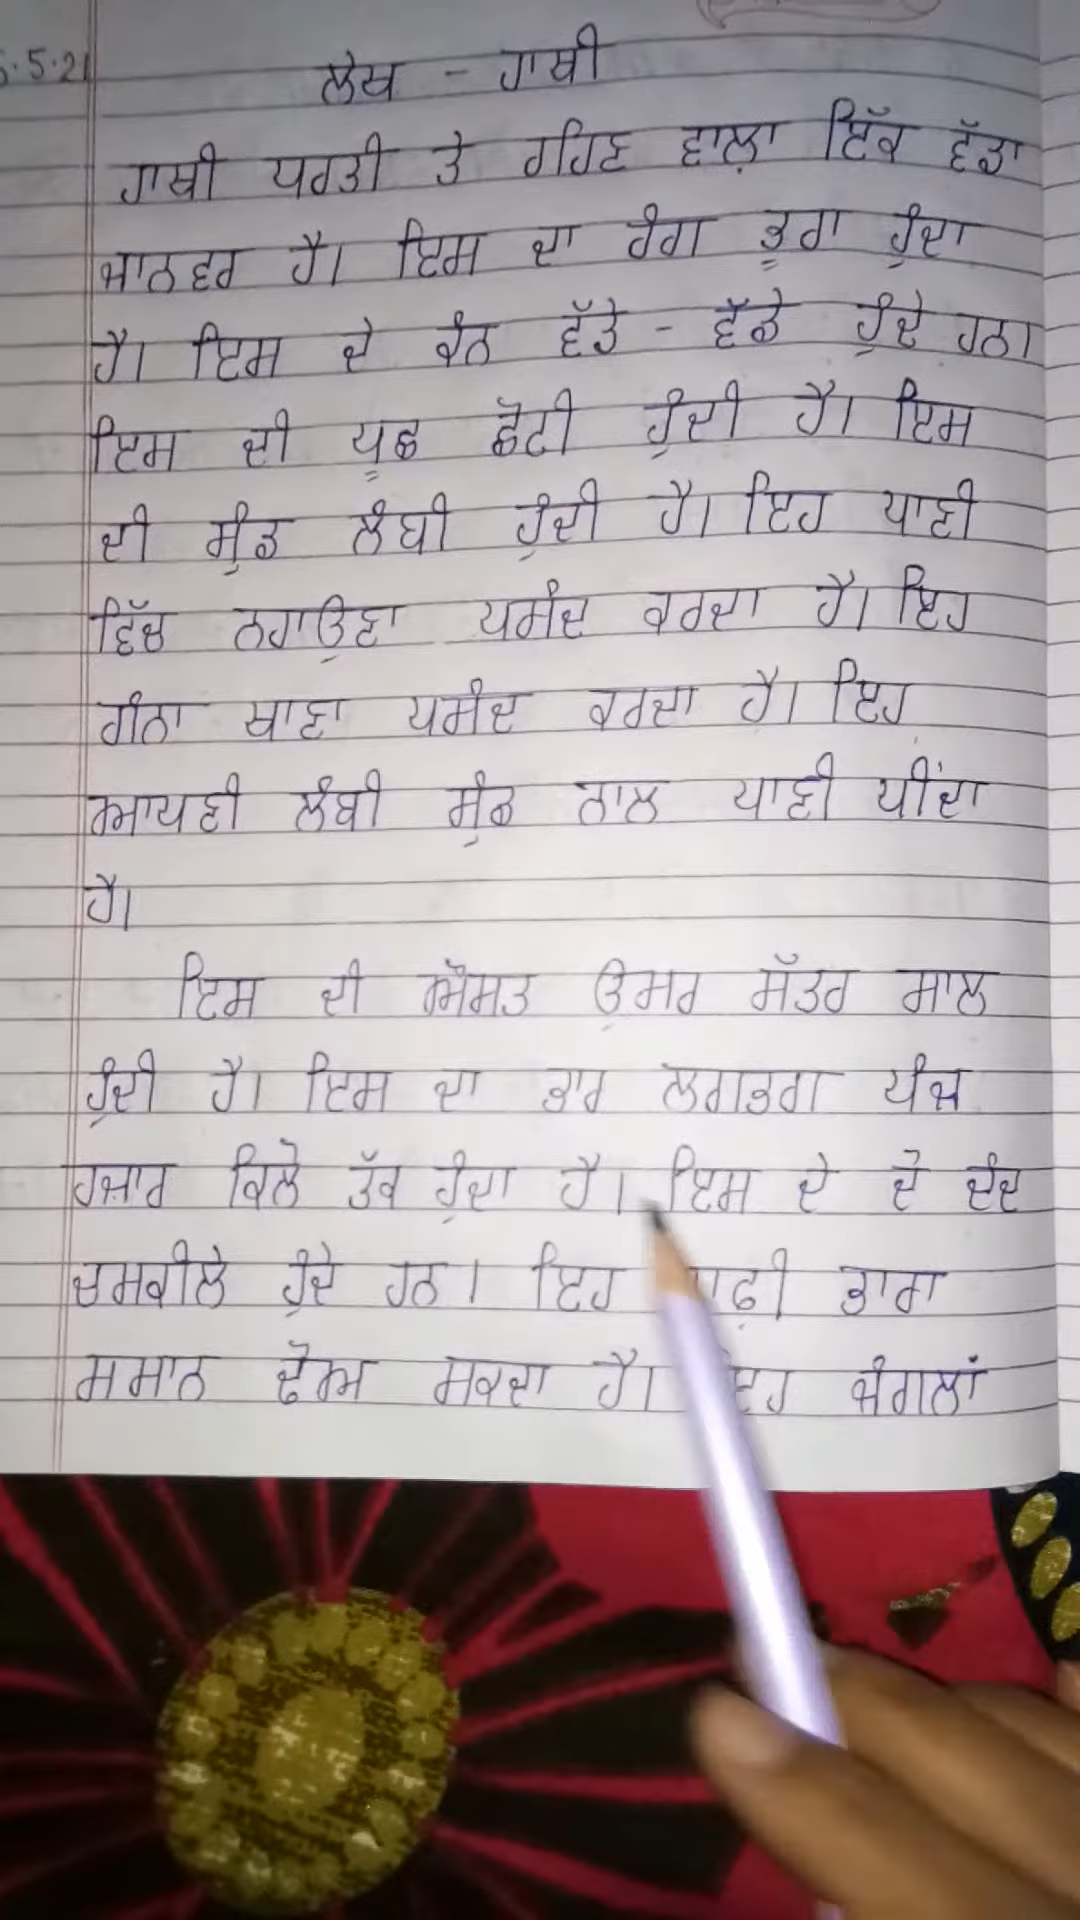 5.5.21
ਲੇਖ - ਹਾਥੀ
ਹਾਥੀ ਧਰਤੀ ਤੇ ਰਹਿਣ ਵਾਲ਼ਾ ਇੱਕ ਵੱਡਾ
ਜਾਨਵਰ ਹੈ। ਇਸ ਦਾ ਰੰਗ ਭੂਰਾ ਹੁੰਦਾ
ਹੈ। ਇਸ ਦੇ ਕੰਨ ਵੱਡੇ - ਵੱਡੇ ਹੁੰਦੇ ਹਨ।
ਇਸ ਦੀ ਪੂਛ ਛੋਟੀ ਹੁੰਦੀ ਹੈ। ਇਸ
ਦੀ ਸੁੰਡ ਲੰਬੀ ਹੁੰਦੀ ਹੈ। ਇਹ ਪਾਣੀ
ਵਿੱਚ ਨਹਾਉਣਾ ਪਸੰਦ ਕਰਦਾ ਹੈ। ਇਹ
ਗੰਨਾ ਖਾਣਾ ਪਸੰਦ ਕਰਦਾ ਹੈ। ਇਹ
ਆਪਣੀ ਲੰਬੀ ਸੁੰਡ ਨਾਲ ਪਾਣੀ ਪੀਂਦਾ
ਹੈ।
ਇਸ ਦੀ ਔਸਤ ਉਮਰ ਸੱਤਰ ਸਾਲ
ਹੁੰਦੀ ਹੈ। ਇਸ ਦਾ ਭਾਰ ਲਗਭਗ ਪੰਜ
ਹਜ਼ਾਰ ਕਿਲੋ ਤੱਕ ਹੁੰਦਾ ਹੈ। ਇਸ ਦੇ ਦੋ ਦੰਦ
ਚਮਕੀਲੇ ਹੁੰਦੇ ਹਨ। ਇਹ ਭਾਰਾ
ਸਮਾਨ ਢੋਅ ਸਕਦਾ ਹੈ। ਜੰਗਲਾਂ